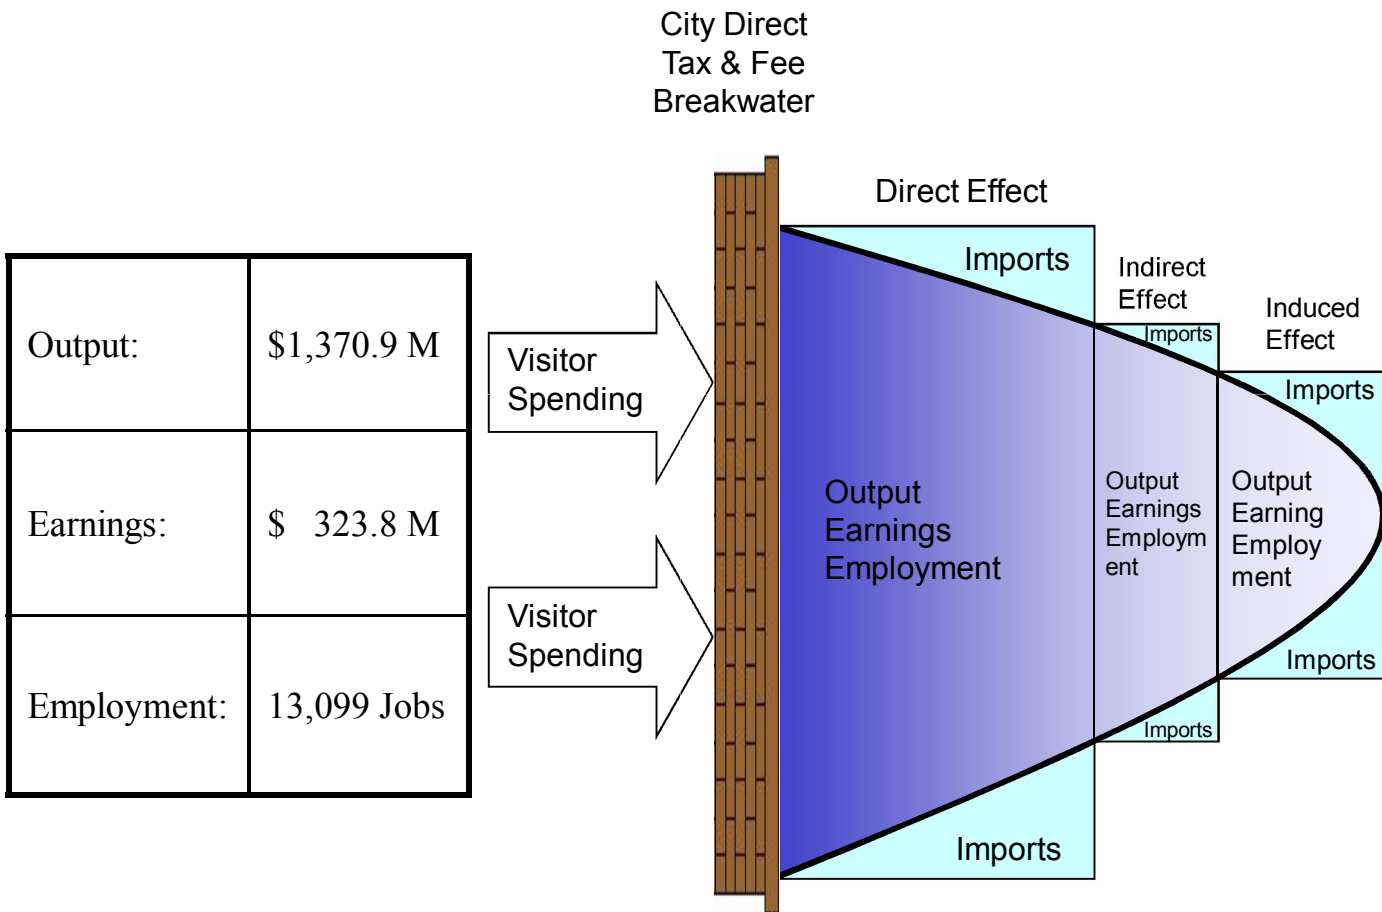 City Direct
Tax & Fee
Breakwater
Output: $1,370.9 M
Earnings: $ 323.8 M
Employment: 13,099 Jobs
Visitor
Spending
Visitor
Spending
Direct Effect
Imports
Output
Earnings
Employment
Imports
Indirect
Effect
Imports
Output
Earnings
Employm
ent
Imports
Induced
Effect
Imports
Output
Earning
Employ
ment
Imports